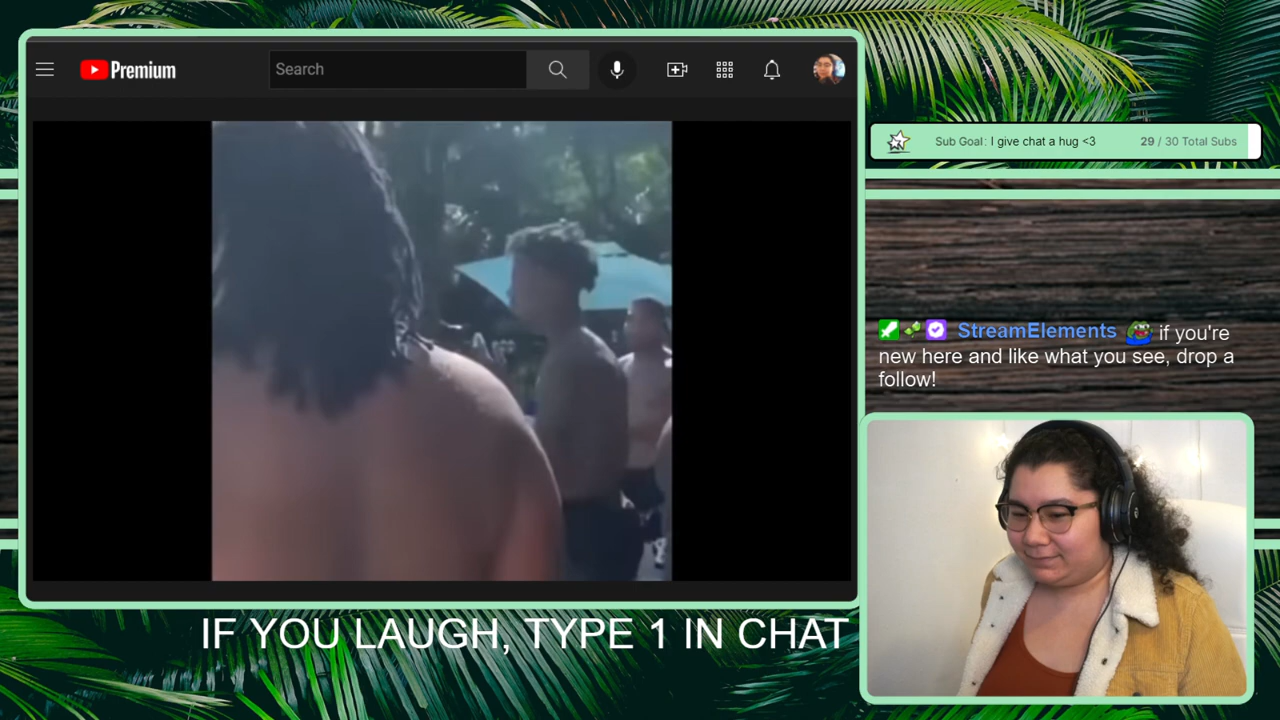 Premium
Search
Sub Goal: I give chat a hug <3
29 / 30 Total Subs
StreamElements if you're
new here and like what you see, drop a
follow!
IF YOU LAUGH, TYPE 1 IN CHAT